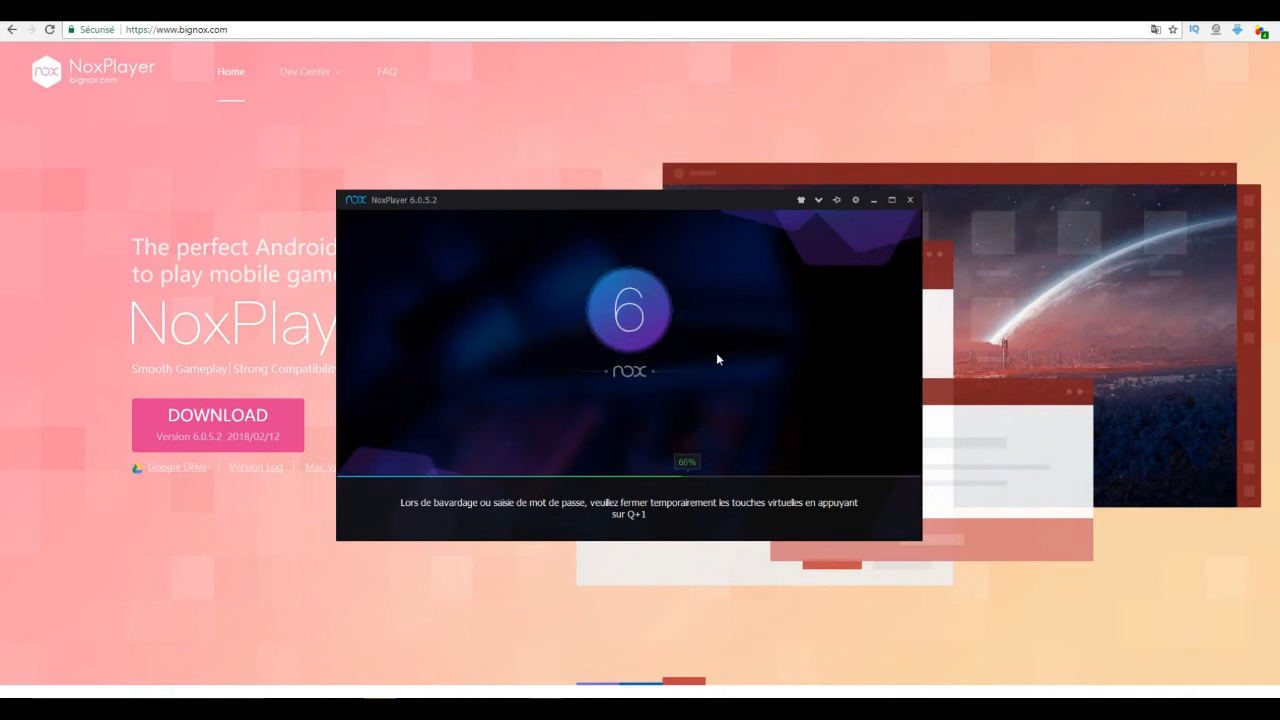 Sécurisé https://www.bignox.com
NoxPlayer
bignox.com
Home Dev Center FAQ
nox NoxPlayer 6.0.5.2
The perfect Android
to play mobile game
NoxPlay
Smooth Gameplay|Strong Compatibilit
DOWNLOAD
Version 6.0.5.2 2018/02/12
Google Drive | Version Log | Mac V
6
nox
60%
Lors de bavardage ou saisie de mot de passe, veuillez fermer temporairement les touches virtuelles en appuyant
sur Q+1